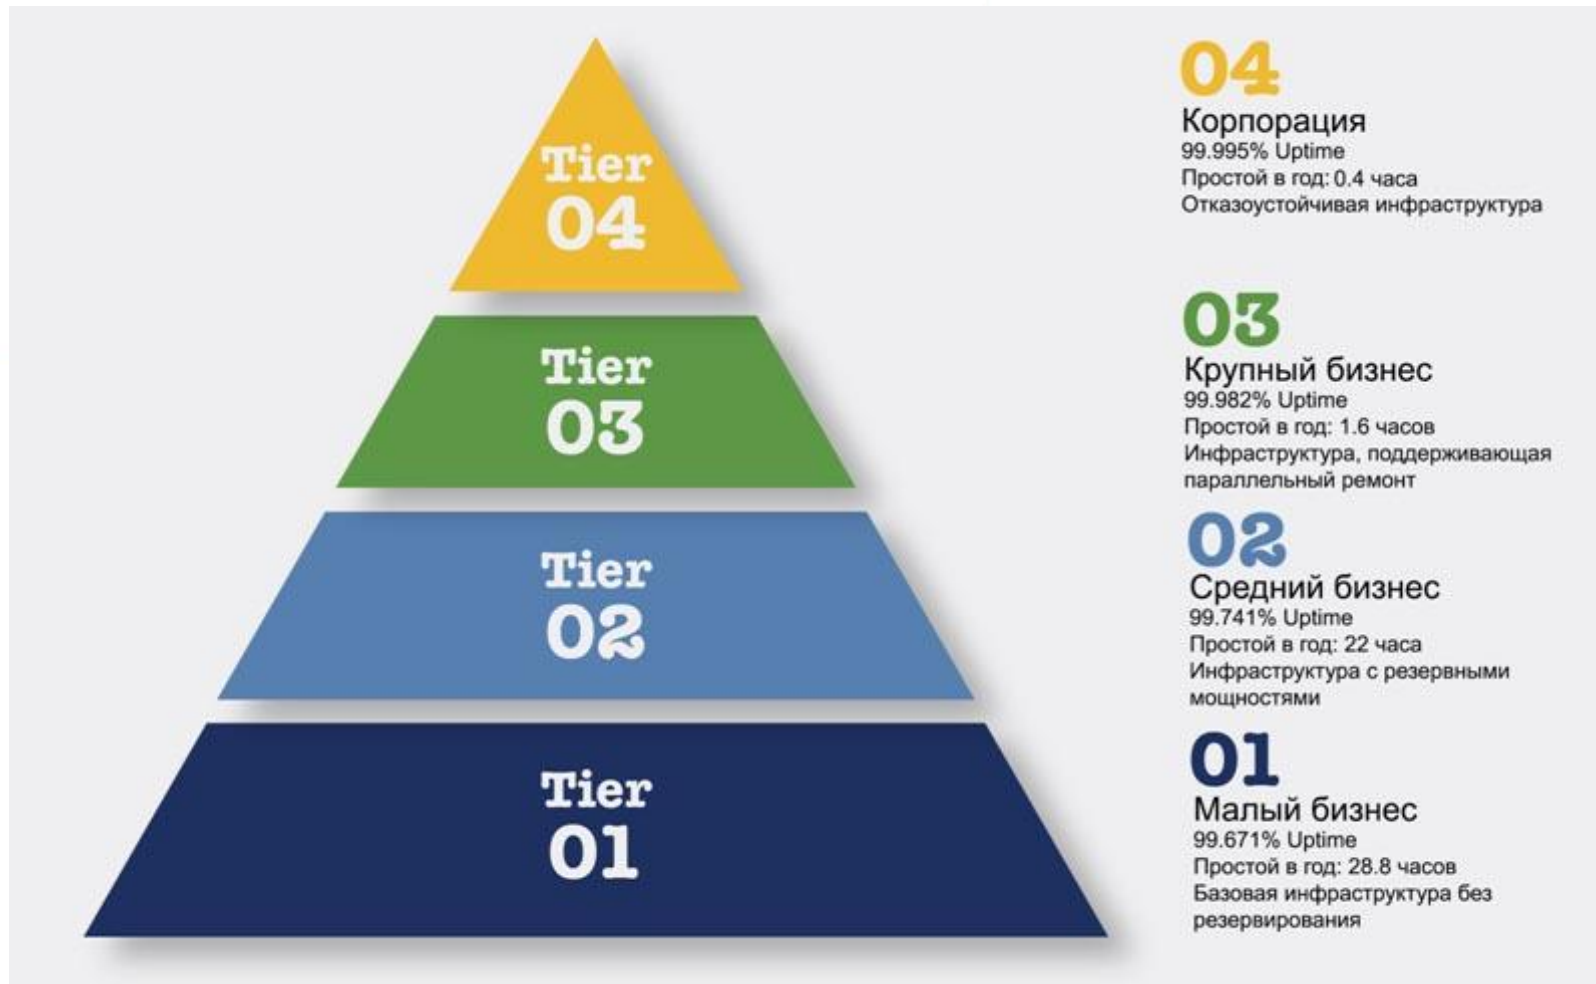 Tier
04
Tier
03
Tier
02
Tier
01
04
Корпорация
99.995% Uptime
Простой в год: 0.4 часа
Отказоустойчивая инфраструктура
03
Крупный бизнес
99.982% Uptime
Простой в год: 1.6 часов
Инфраструктура, поддерживающая
параллельный ремонт
02
Средний бизнес
99.741% Uptime
Простой в год: 22 часа
Инфраструктура с резервными
мощностями
01
Малый бизнес
99.671% Uptime
Простой в год: 28.8 часов
Базовая инфраструктура без
резервирования